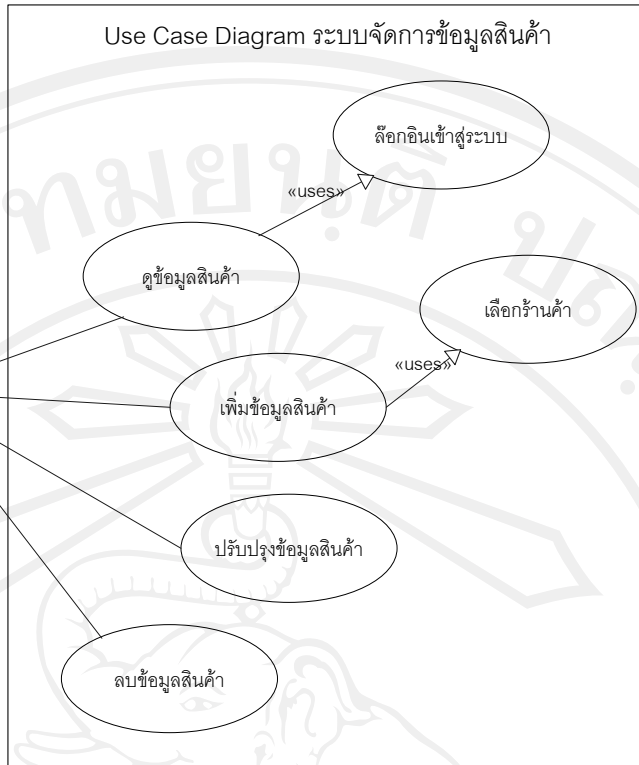 Use Case Diagram ระบบจัดการข้อมูลสินค้า
ล๊อกอินเข้าสู่ระบบ
«uses»
ดูข้อมูลสินค้า
เลือกร้านค้า
«uses»
เพิ่มข้อมูลสินค้า
ปรับปรุงข้อมูลสินค้า
ลบข้อมูลสินค้า